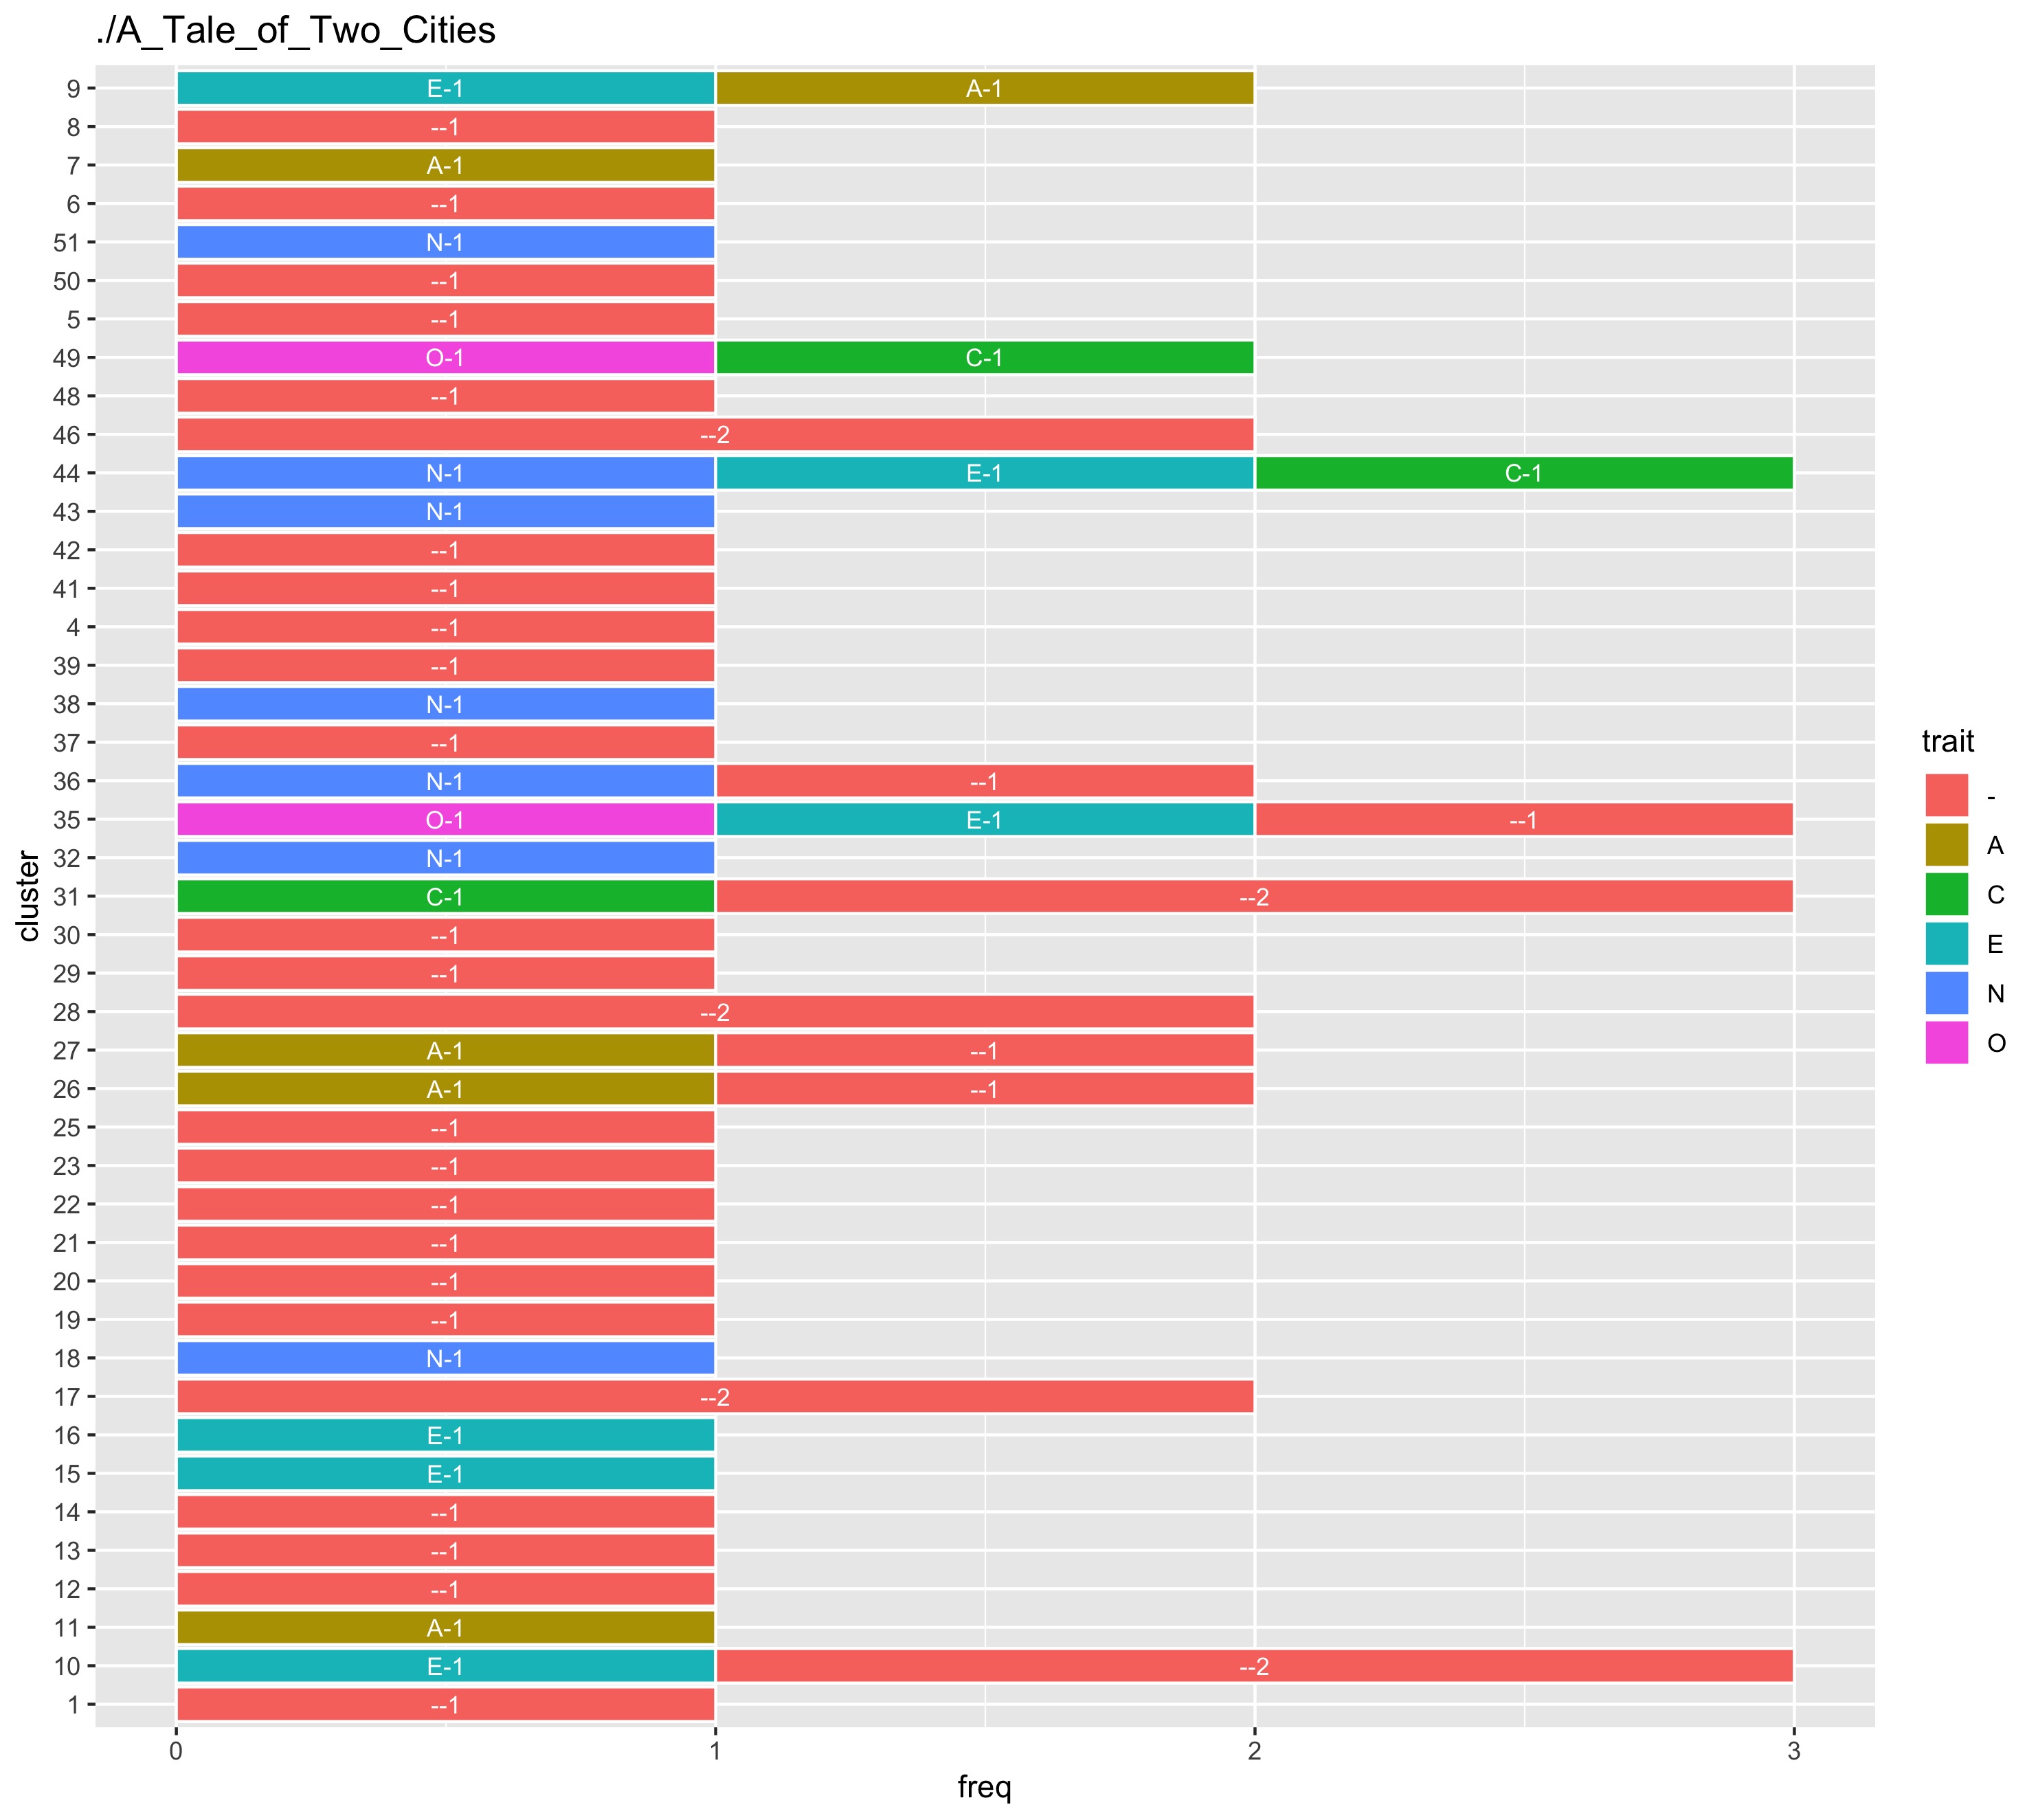 ./A_Tale_of_Two_Cities
9 E-1 A-1
8 --1
7 A-1
6 --1
51 N-1
50 --1
5 --1
49 O-1 C-1
48 --1
46 --2
44 N-1 E-1 C-1
43 N-1
42 --1
41 --1
4 --1
39 --1
38 N-1
37 --1
36 N-1 --1
35 O-1 E-1 --1
32 N-1
31 C-1 --2
30 --1
29 --1
28 --2
27 A-1 --1
26 A-1 --1
25 --1
23 --1
22 --1
21 --1
20 --1
19 --1
18 N-1
17 --2
16 E-1
15 E-1
14 --1
13 --1
12 --1
11 A-1
10 E-1 --2
1 --1
0 1 2 3
freq
cluster
trait
-
A
C
E
N
O